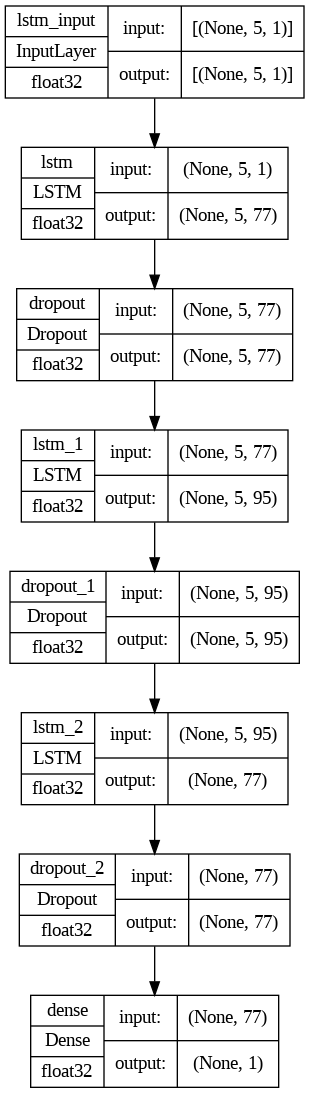 lstm_input
InputLayer
float32
input:
[(None, 5, 1)]
output:
[(None, 5, 1)]
lstm
LSTM
float32
input:
(None, 5, 1)
output:
(None, 5, 77)
dropout
Dropout
float32
input:
(None, 5, 77)
output:
(None, 5, 77)
lstm_1
LSTM
float32
input:
(None, 5, 77)
output:
(None, 5, 95)
dropout_1
Dropout
float32
input:
(None, 5, 95)
output:
(None, 5, 95)
lstm_2
LSTM
float32
input:
(None, 5, 95)
output:
(None, 77)
dropout_2
Dropout
float32
input:
(None, 77)
output:
(None, 77)
dense
Dense
float32
input:
(None, 77)
output:
(None, 1)